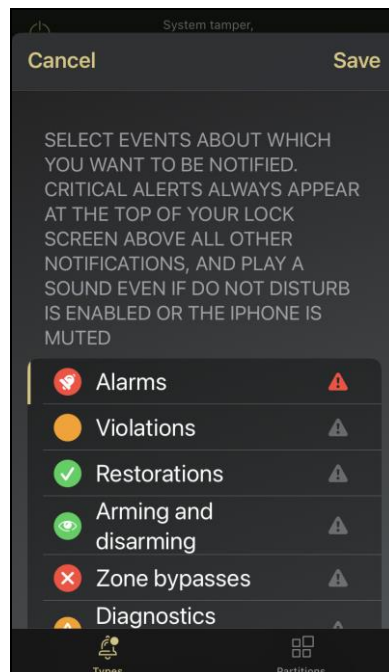 System tamper,
Cancel
Save
SELECT EVENTS ABOUT WHICH
YOU WANT TO BE NOTIFIED.
CRITICAL ALERTS ALWAYS APPEAR
AT THE TOP OF YOUR LOCK
SCREEN ABOVE ALL OTHER
NOTIFICATIONS, AND PLAY A
SOUND EVEN IF DO NOT DISTURB
IS ENABLED OR THE IPHONE IS
MUTED
Alarms
Violations
Restorations
Arming and
disarming
Zone bypasses
Diagnostics
Types
Partitions